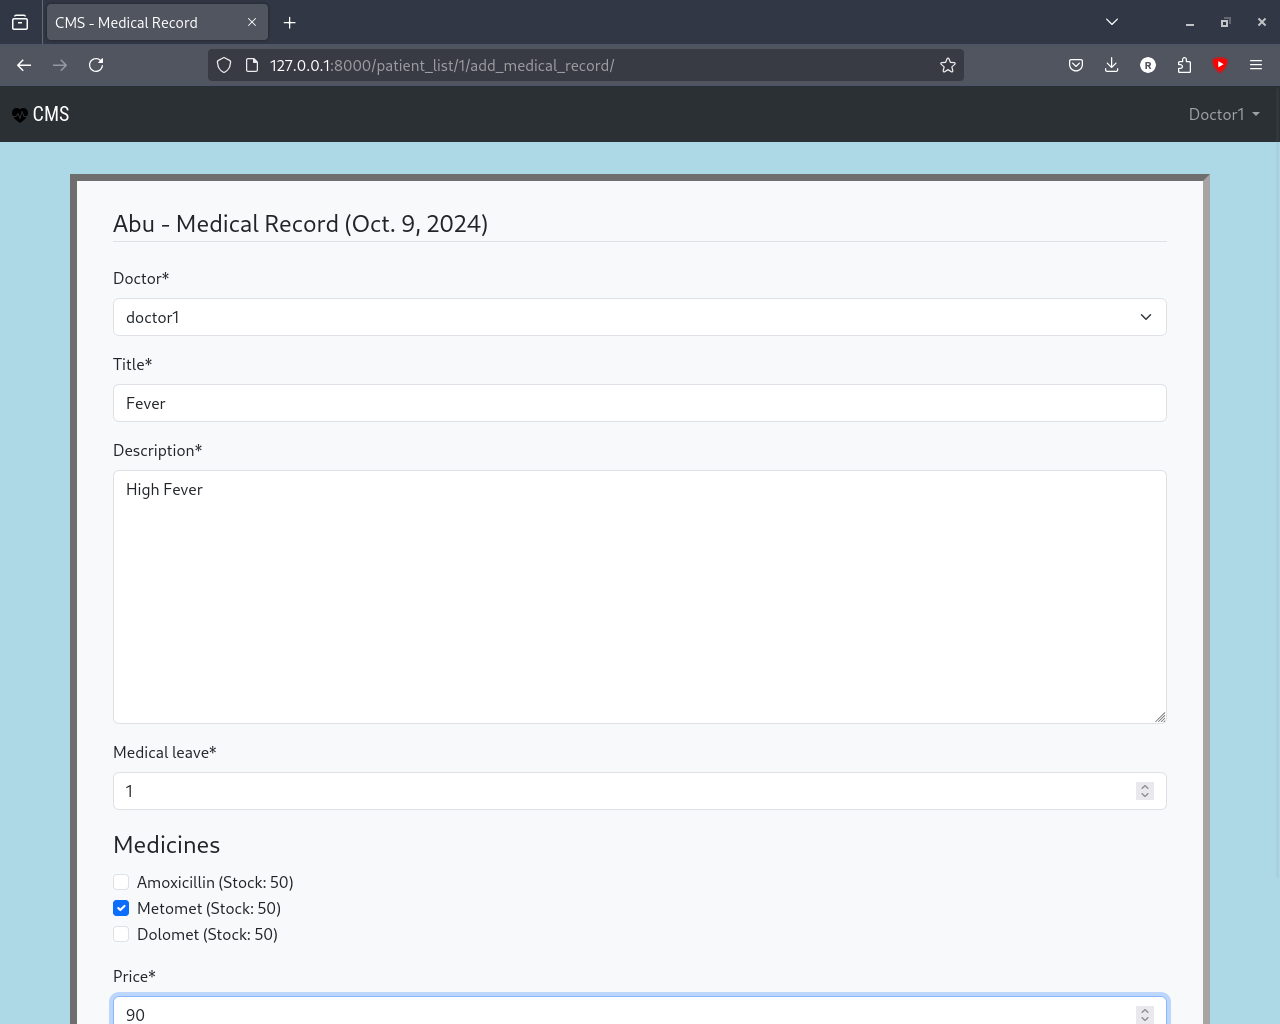 CMS - Medical Record
127.0.0.1:8000/patient_list/1/add_medical_record/
R
CMS
Doctor1
Abu - Medical Record (Oct. 9, 2024)
Doctor*
doctor1
Title*
Fever
Description*
High Fever
Medical leave*
1
Medicines
Amoxicillin (Stock: 50)
Metomet (Stock: 50)
Dolomet (Stock: 50)
Price*
90